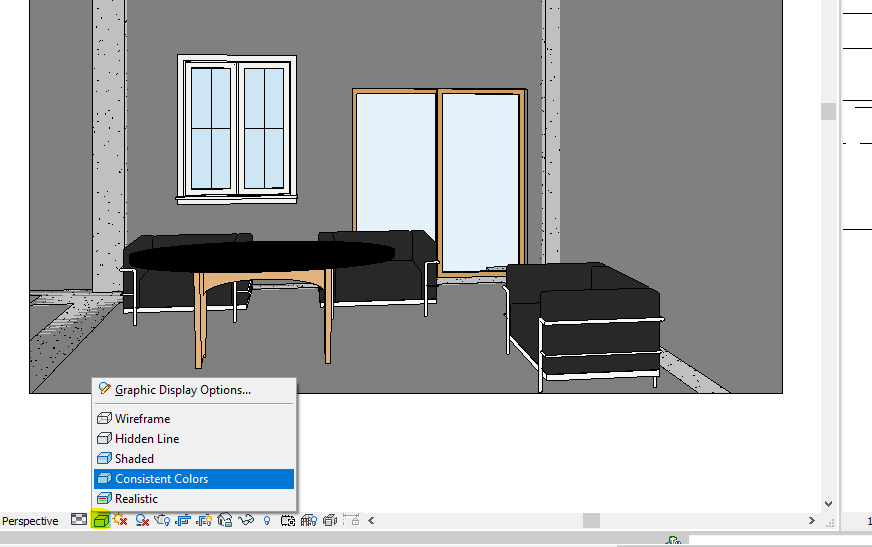 Graphic Display Options...
Wireframe
Hidden Line
Shaded
Consistent Colors
Realistic
Perspective